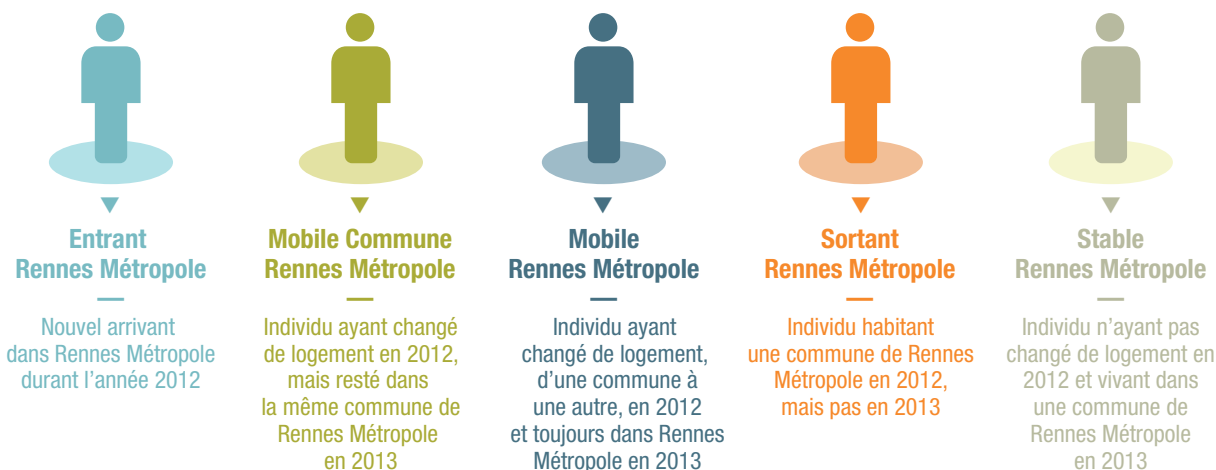 Entrant
Rennes Métropole
Nouvel arrivant
dans Rennes Métropole
durant l'année 2012
Mobile Commune
Rennes Métropole
Individu ayant changé
de logement en 2012,
mais resté dans
la même commune de
Rennes Métropole
en 2013
Mobile
Rennes Métropole
Individu ayant
changé de logement,
d'une commune à
une autre, en 2012
et toujours dans Rennes
Métropole en 2013
Sortant
Rennes Métropole
Individu habitant
une commune de Rennes
Métropole en 2012,
mais pas en 2013
Stable
Rennes Métropole
Individu n'ayant pas
changé de logement en
2012 et vivant dans
une commune de
Rennes Métropole
en 2013